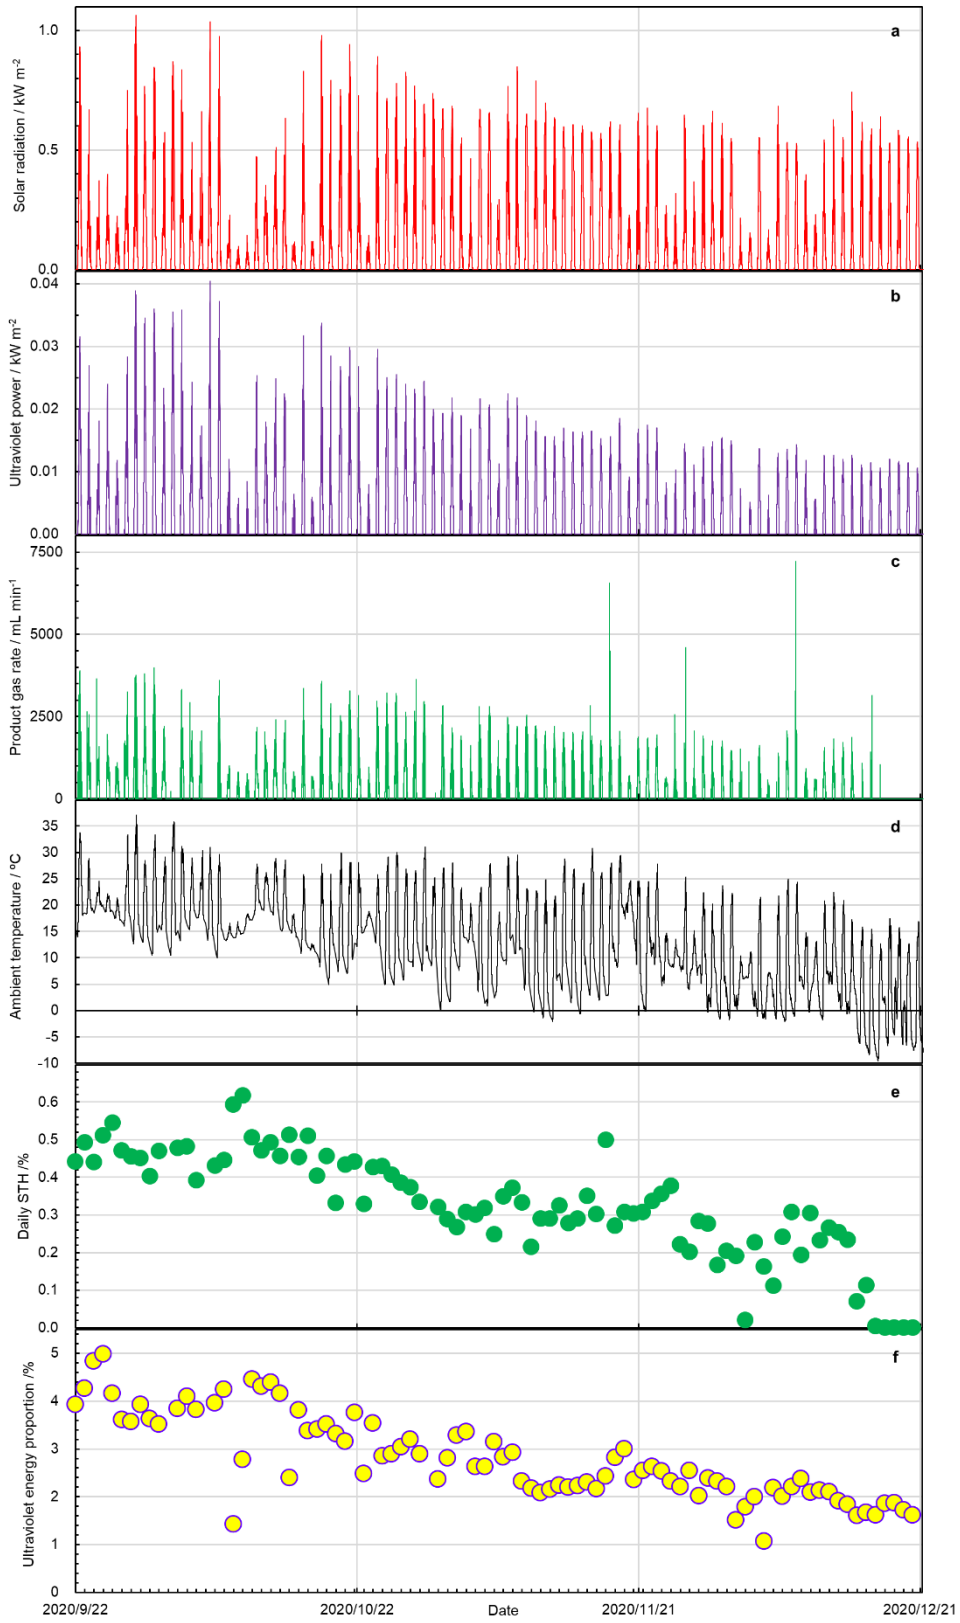 a
Solar radiation / kW m⁻²
1.0
0.5
0.0
b
Ultraviolet power / kW m⁻²
0.04
0.03
0.02
0.01
0.00
c
Product gas rate / mL min⁻¹
7500
5000
2500
0
d
Ambient temperature / ºC
35
30
25
20
15
10
5
0
-5
-10
e
Daily STH /%
0.6
0.5
0.4
0.3
0.2
0.1
0.0
f
Ultraviolet energy proportion /%
5
4
3
2
1
0
2020/9/22 2020/10/22 2020/11/21 2020/12/21
Date